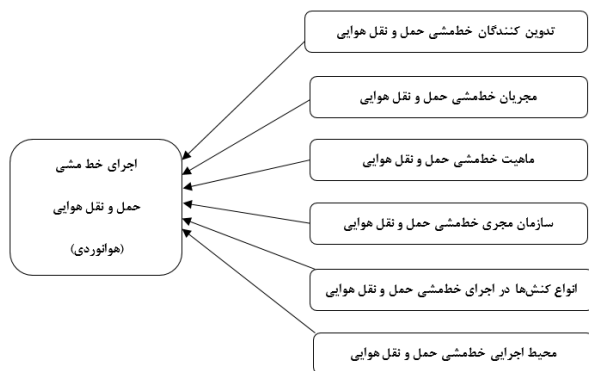 تدوین کنندگان خط‌مشی حمل و نقل هوایی
مجریان خط‌مشی حمل و نقل هوایی
ماهیت خط‌مشی حمل و نقل هوایی
سازمان مجری خط‌مشی حمل و نقل هوایی
انواع کنش‌ها در اجرای خط‌مشی حمل و نقل هوایی
محیط اجرایی خط‌مشی حمل و نقل هوایی
اجرای خط مشی
حمل و نقل هوایی
(هوانوردی)